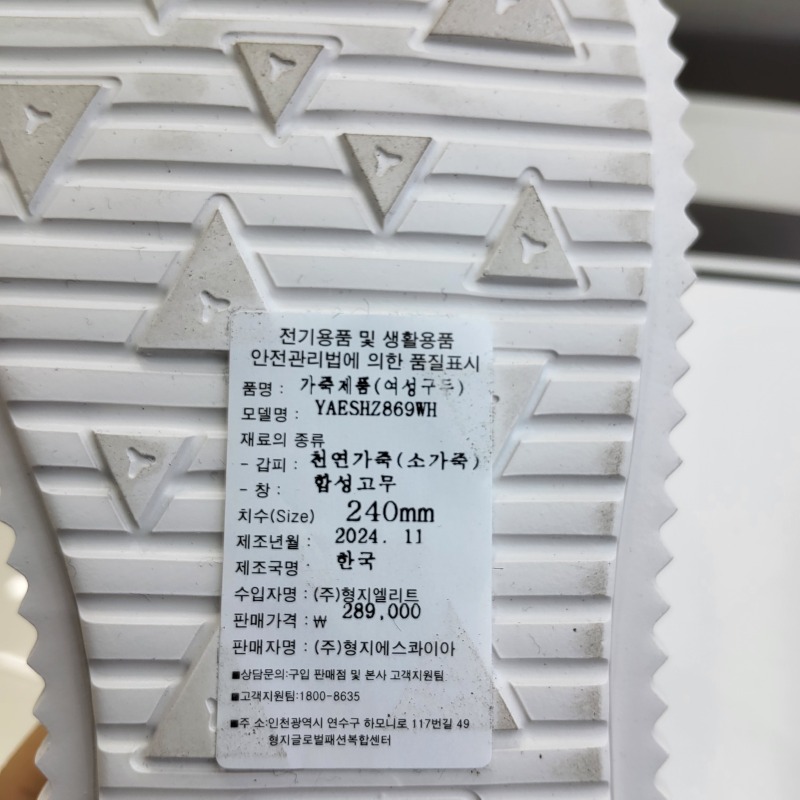 전기용품 및 생활용품
안전관리법에 의한 품질표시
품명 : 가죽제품(여성구두)
모델명 : YAESHZ869WH
재료의 종류
- 갑피 : 천연가죽(소가죽)
- 창 : 합성고무
치수(Size) 240mm
제조년월 : 2024. 11
제조국명 : 한국
수입자명 : (주)형지엘리트
판매가격 : ₩ 289,000
판매자명 : (주)형지에스콰이아
■상담문의:구입 판매점 및 본사 고객지원팀
■고객지원팀:1800-8635
■주 소:인천광역시 연수구 하모니로 117번길 49
형지글로벌패션복합센터